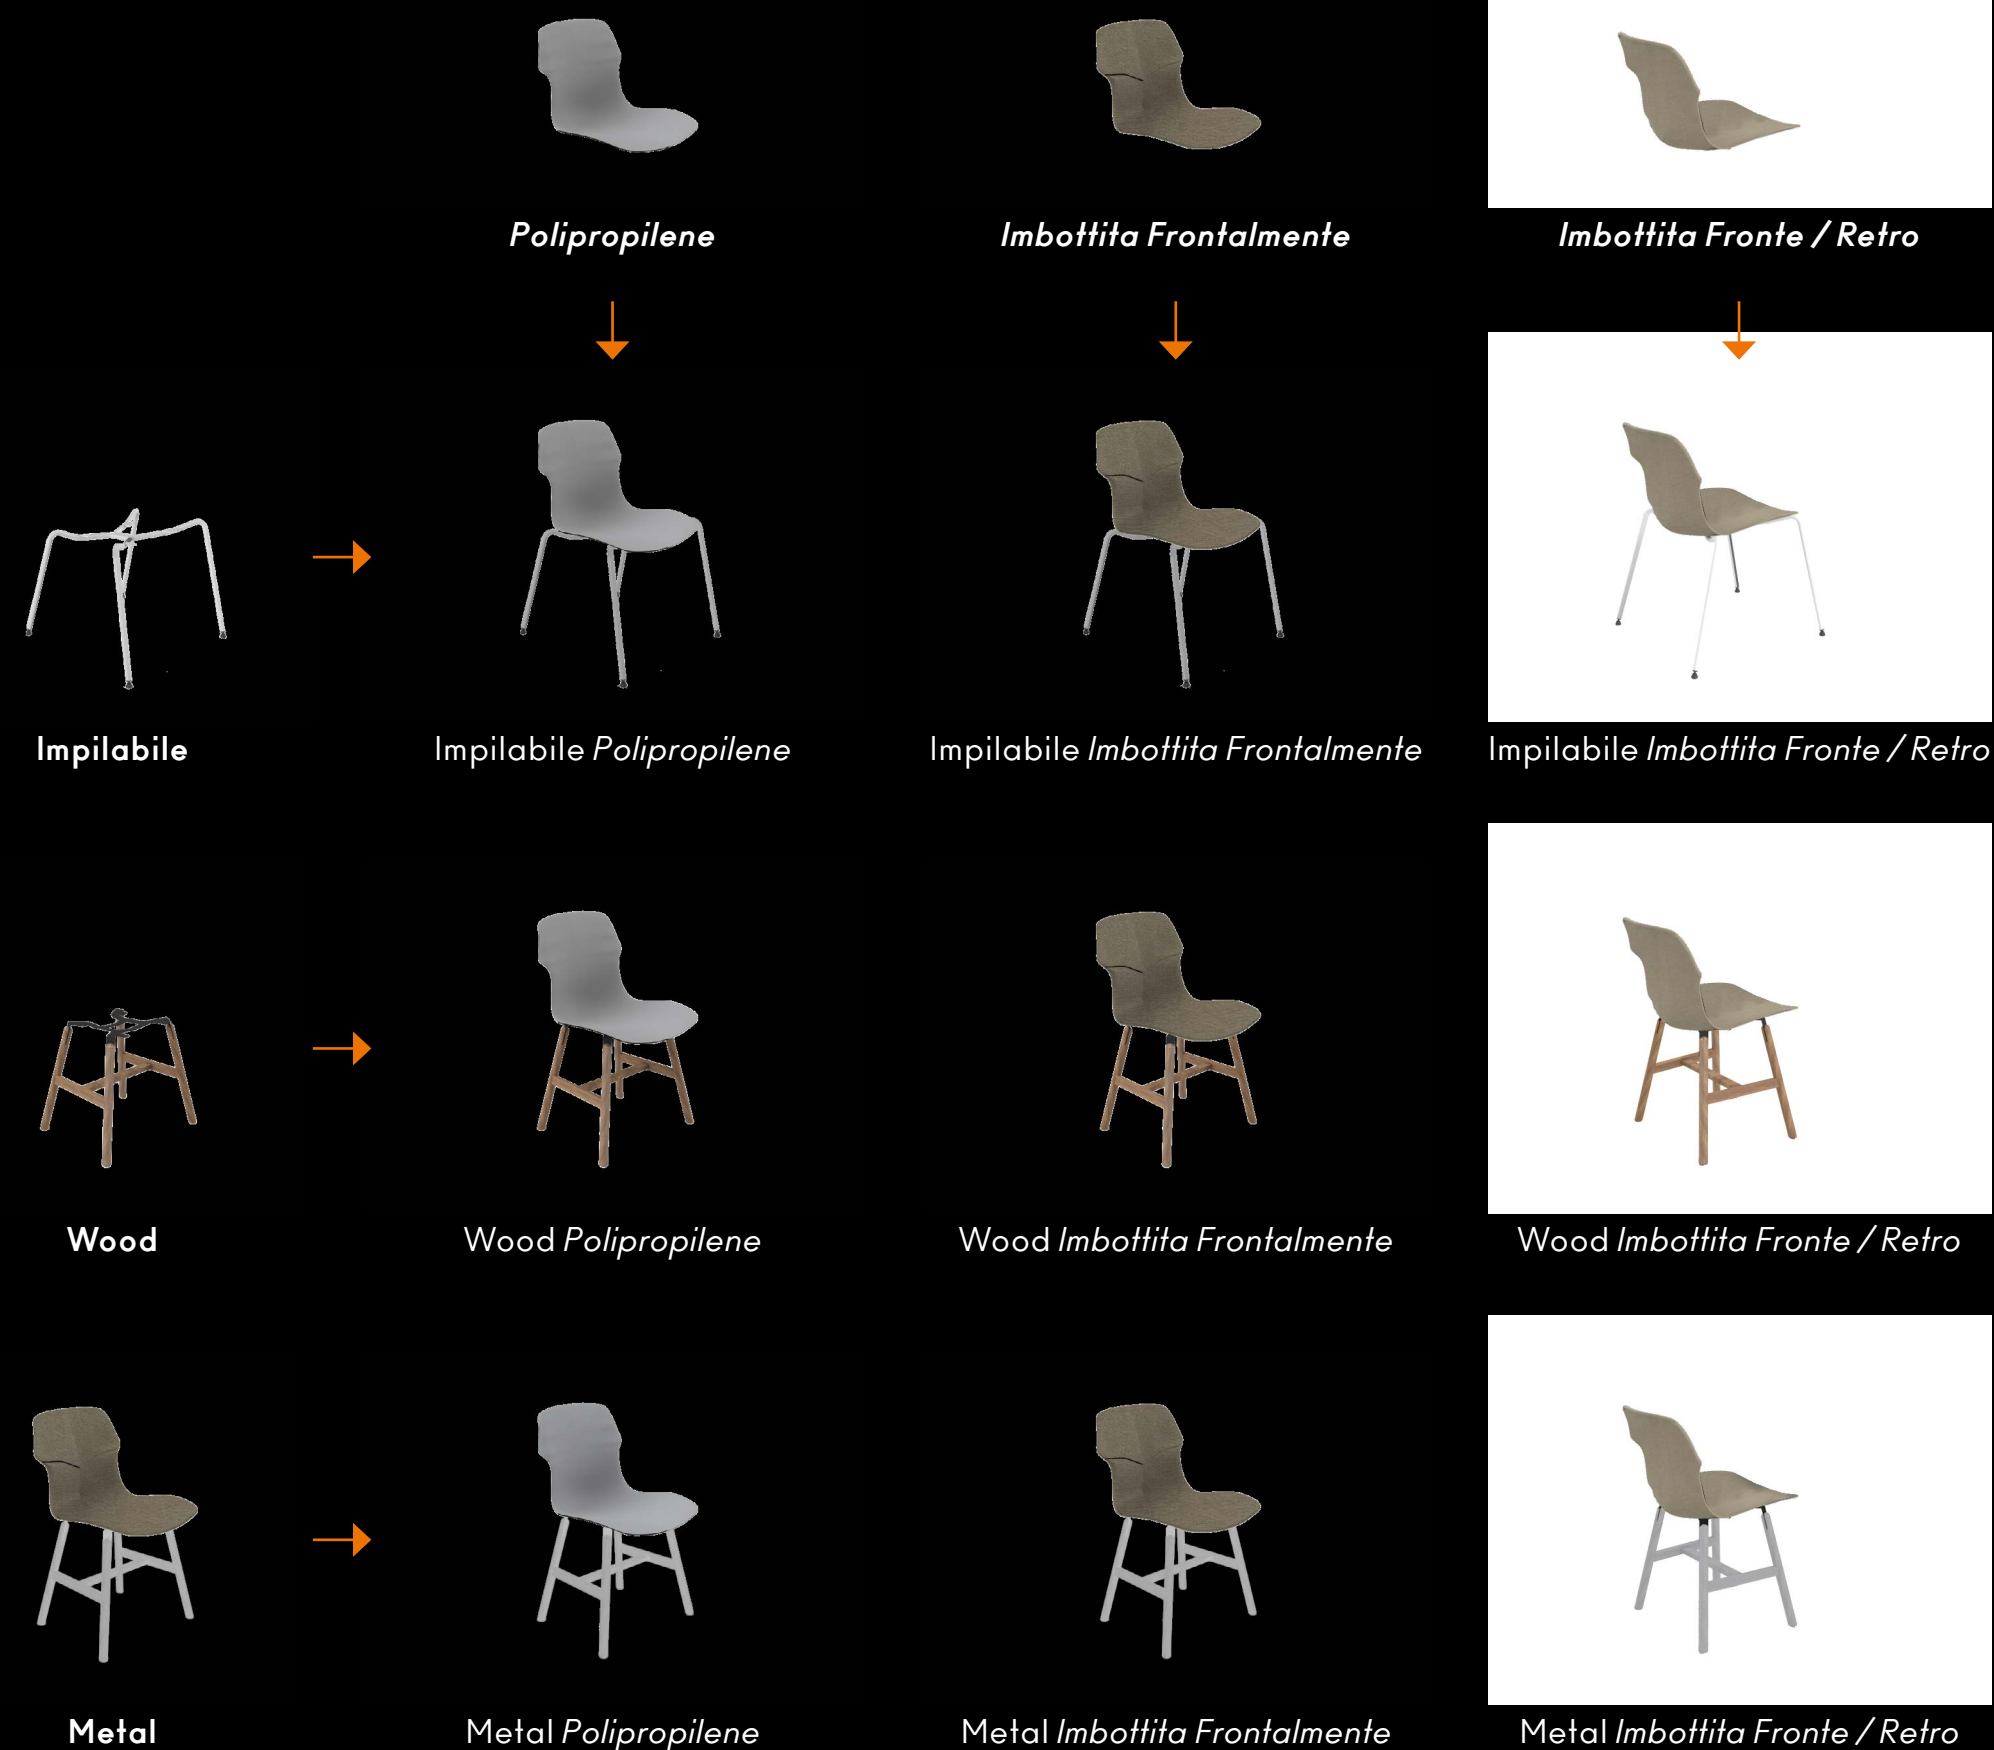 Polipropilene
Imbottita Frontalmente
Imbottita Fronte / Retro
Impilabile
Impilabile Polipropilene
Impilabile Imbottita Frontalmente
Impilabile Imbottita Fronte / Retro
Wood
Wood Polipropilene
Wood Imbottita Frontalmente
Wood Imbottita Fronte / Retro
Metal
Metal Polipropilene
Metal Imbottita Frontalmente
Metal Imbottita Fronte / Retro